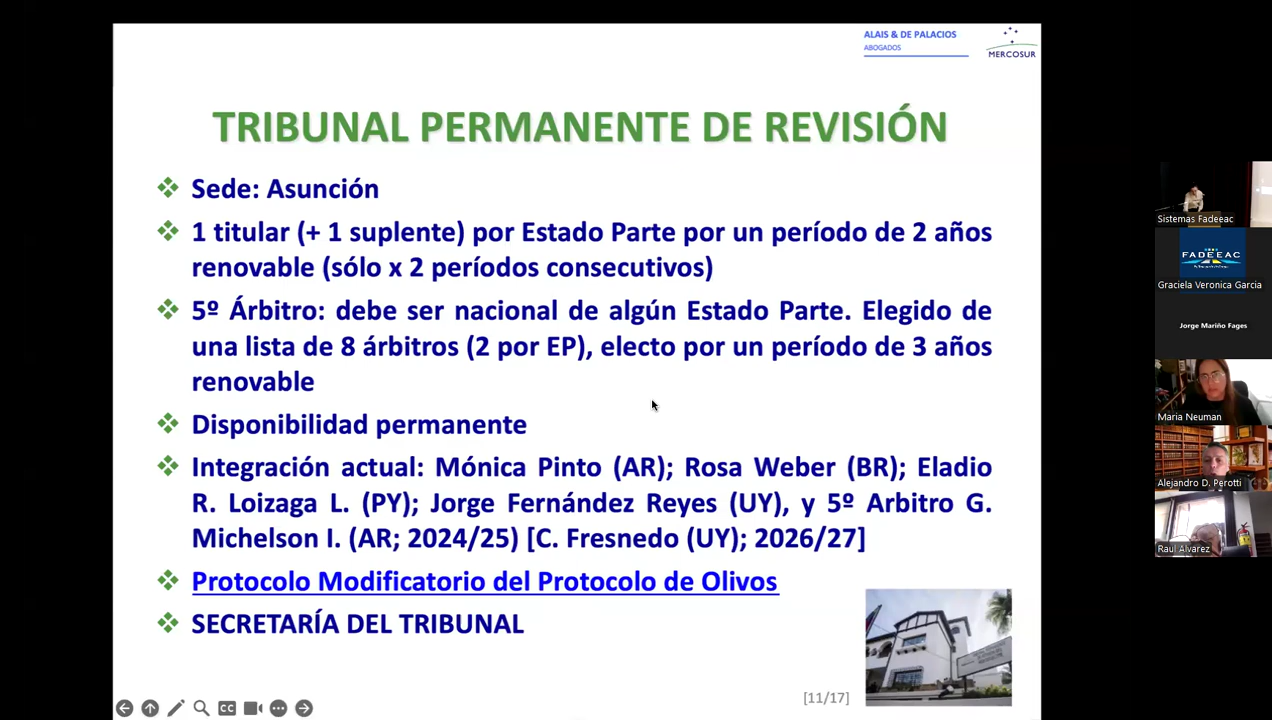 ALAIS & DE PALACIOS
ABOGADOS
MERCOSUR
TRIBUNAL PERMANENTE DE REVISIÓN
Sede: Asunción
1 titular (+ 1 suplente) por Estado Parte por un período de 2 años
renovable (sólo x 2 períodos consecutivos)
5º Árbitro: debe ser nacional de algún Estado Parte. Elegido de
una lista de 8 árbitros (2 por EP), electo por un período de 3 años
renovable
Disponibilidad permanente
Integración actual: Mónica Pinto (AR); Rosa Weber (BR); Eladio
R. Loizaga L. (PY); Jorge Fernández Reyes (UY), y 5º Arbitro G.
Michelson I. (AR; 2024/25) [C. Fresnedo (UY); 2026/27]
Protocolo Modificatorio del Protocolo de Olivos
SECRETARÍA DEL TRIBUNAL
[11/17]
CC
Sistemas Fadeeac
FADEEAC
Graciela Veronica Garcia
Jorge Mariño Fages
Maria Neuman
Alejandro D. Perotti
Raul Alvarez